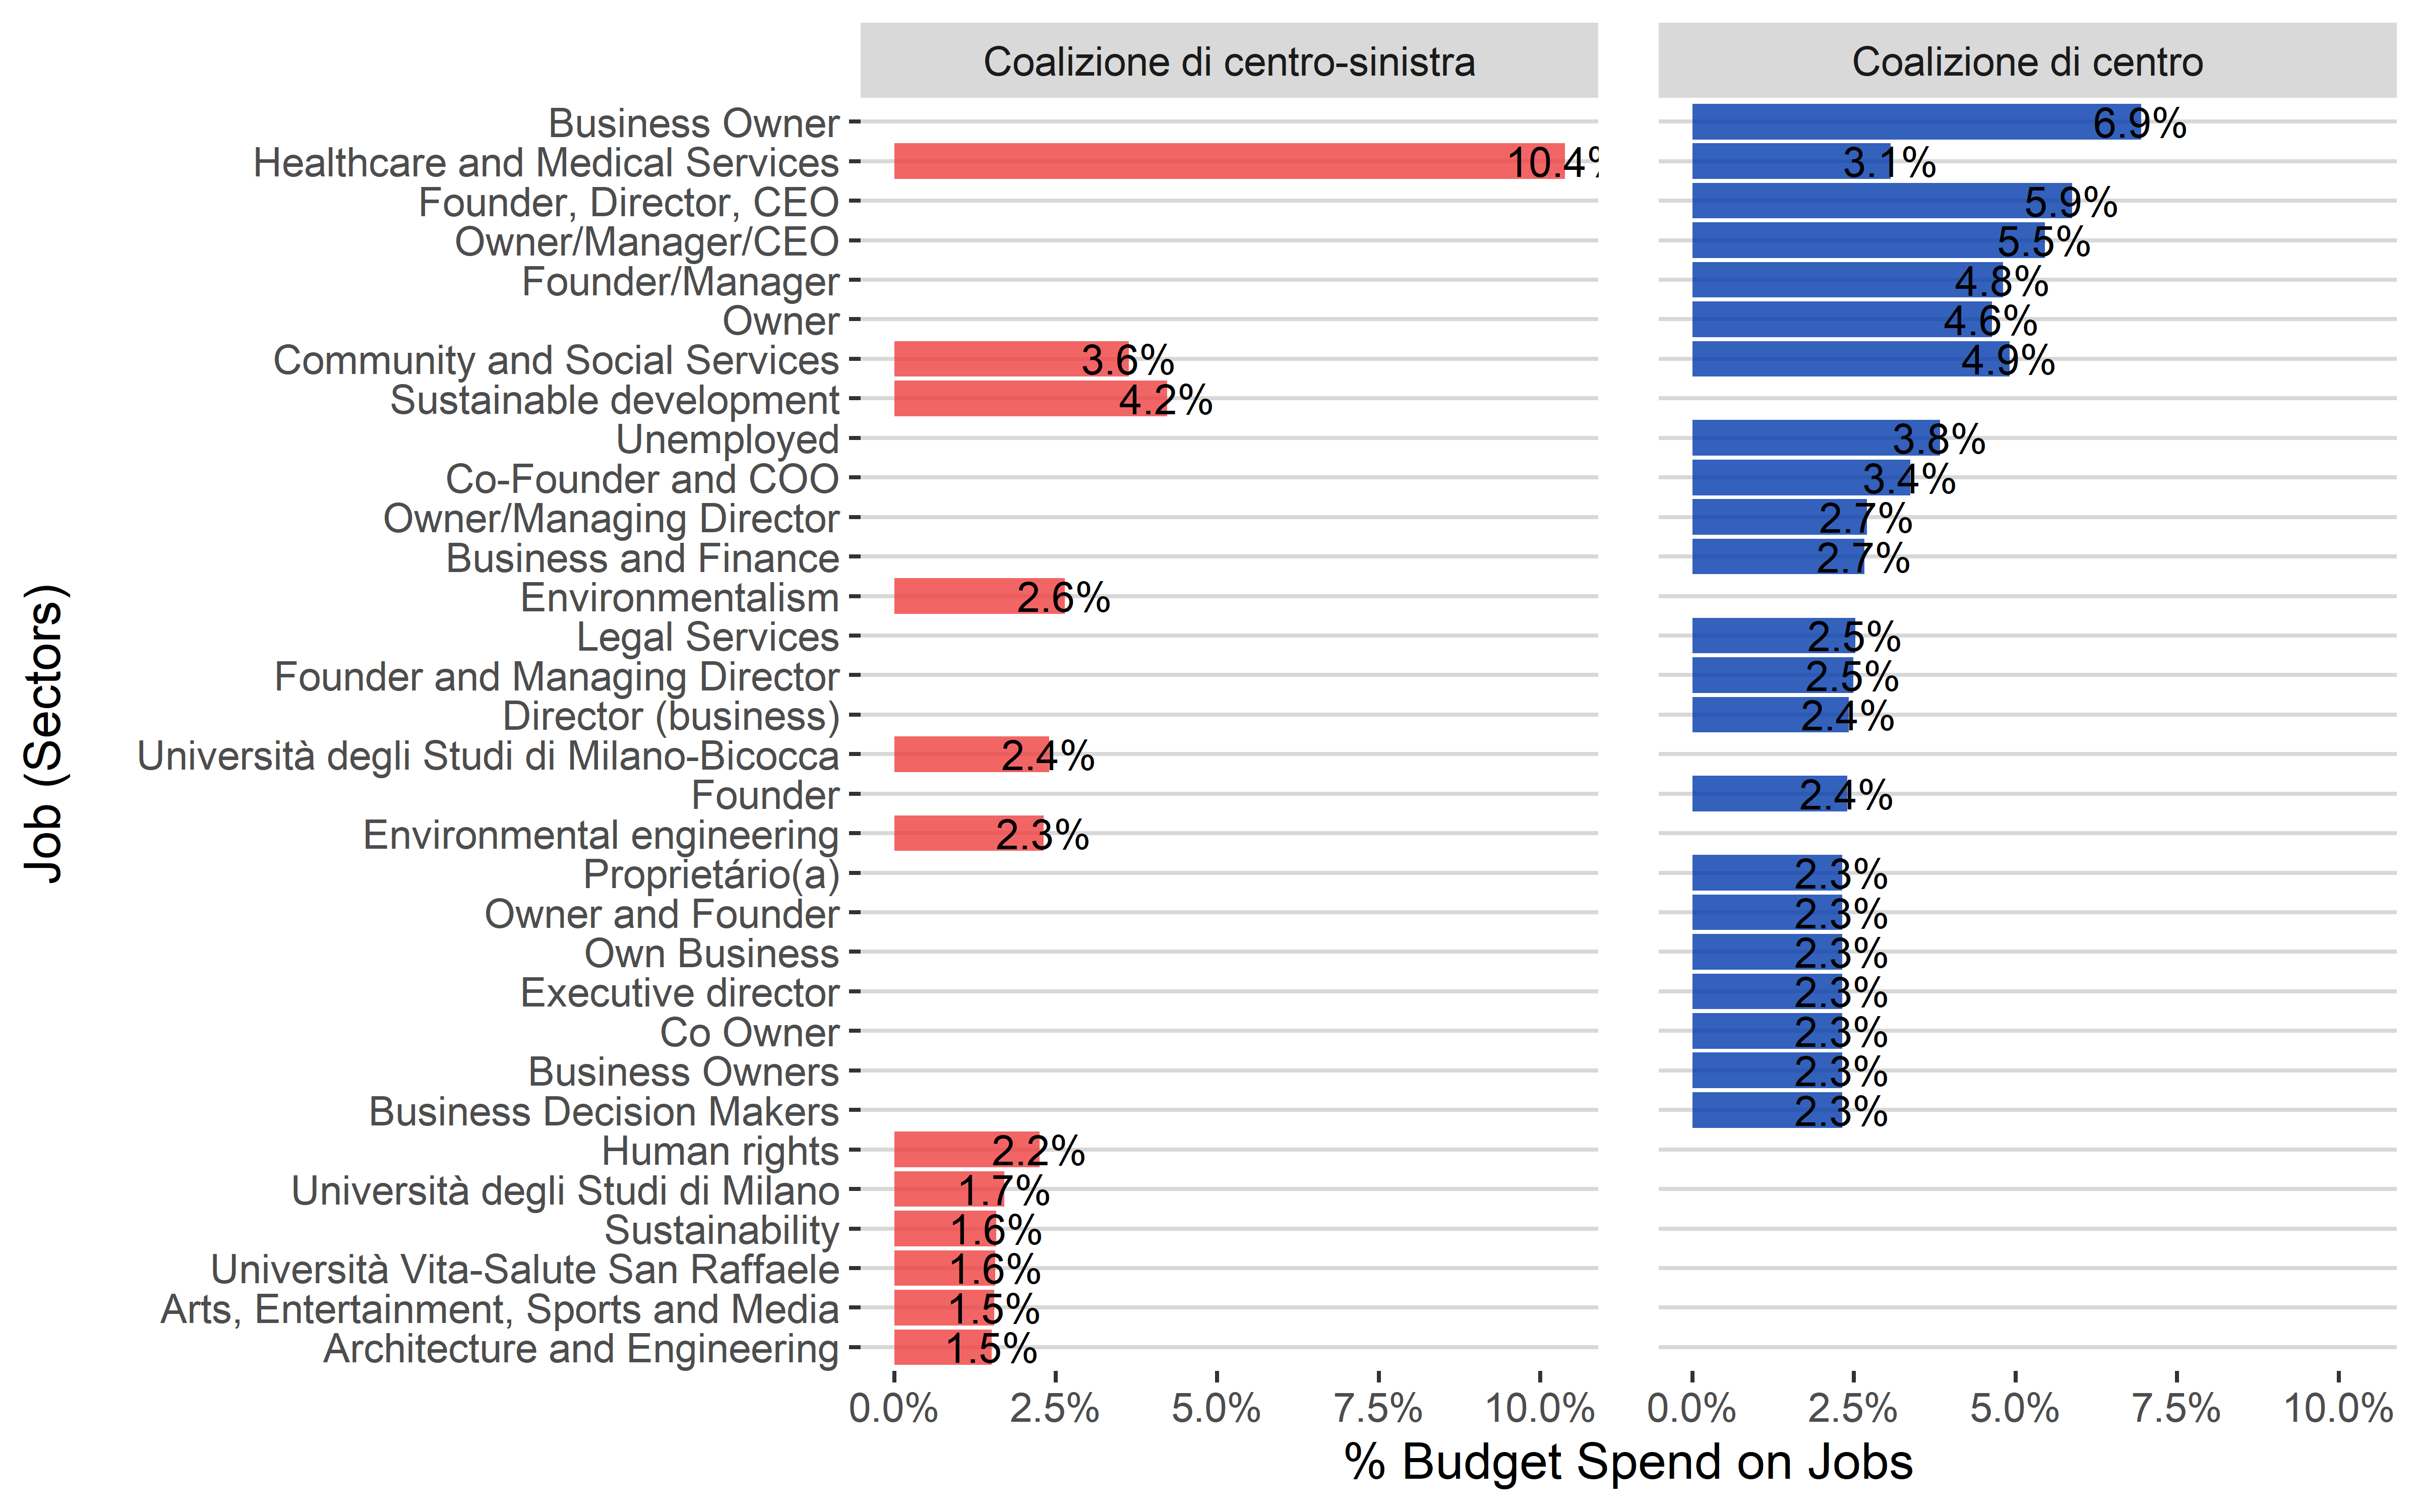 Coalizione di centro-sinistra
Coalizione di centro
Business Owner 6.9%
Healthcare and Medical Services 10.4% 3.1%
Founder, Director, CEO 5.9%
Owner/Manager/CEO 5.5%
Founder/Manager 4.8%
Owner 4.6%
Community and Social Services 3.6% 4.9%
Sustainable development 4.2%
Unemployed 3.8%
Co-Founder and COO 3.4%
Owner/Managing Director 2.7%
Business and Finance 2.7%
Environmentalism 2.6%
Legal Services 2.5%
Founder and Managing Director 2.5%
Director (business) 2.4%
Università degli Studi di Milano-Bicocca 2.4%
Founder 2.4%
Environmental engineering 2.3%
Proprietário(a) 2.3%
Owner and Founder 2.3%
Own Business 2.3%
Executive director 2.3%
Co Owner 2.3%
Business Owners 2.3%
Business Decision Makers 2.3%
Human rights 2.2%
Università degli Studi di Milano 1.7%
Sustainability 1.6%
Università Vita-Salute San Raffaele 1.6%
Arts, Entertainment, Sports and Media 1.5%
Architecture and Engineering 1.5%
0.0% 2.5% 5.0% 7.5% 10.0% 0.0% 2.5% 5.0% 7.5% 10.0%
% Budget Spend on Jobs
Job (Sectors)